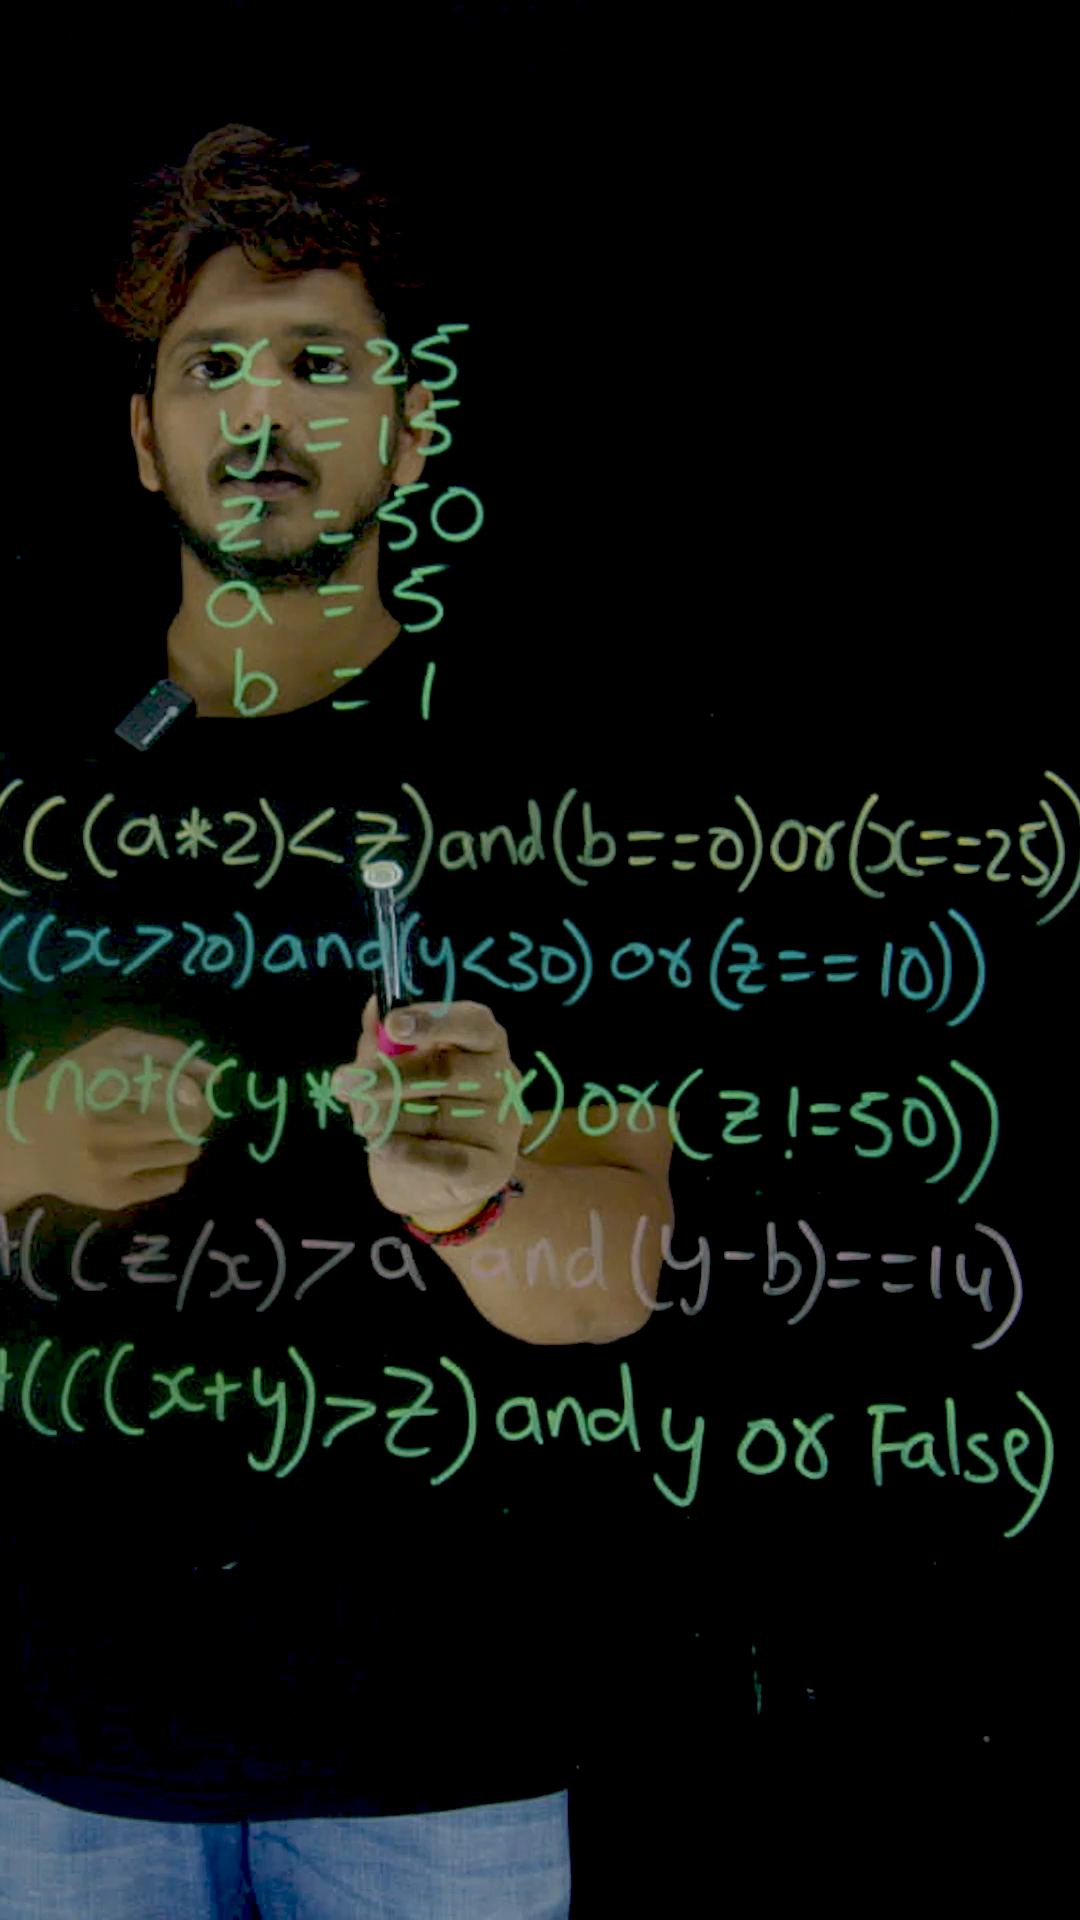 x = 25
y = 15
z = 50
a = 5
b = 1
(((a*2)<z)and(b==0)or(x==25)
((x>20)and(y<30)or(z==10))
(not((y*3)==x)or(z!=50))
t((z/x)>a and (y-b)==14)
t(((x+y)>z)and y or False)